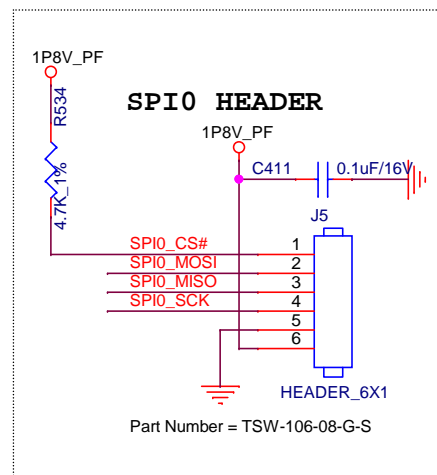 1P8V_PF
R534
4.7K_1%
SPI0 HEADER
1P8V_PF
C411
0.1uF/16V
J5
SPI0_CS#
1
SPI0_MOSI
2
SPI0_MISO
3
SPI0_SCK
4
5
6
HEADER_6X1
Part Number = TSW-106-08-G-S